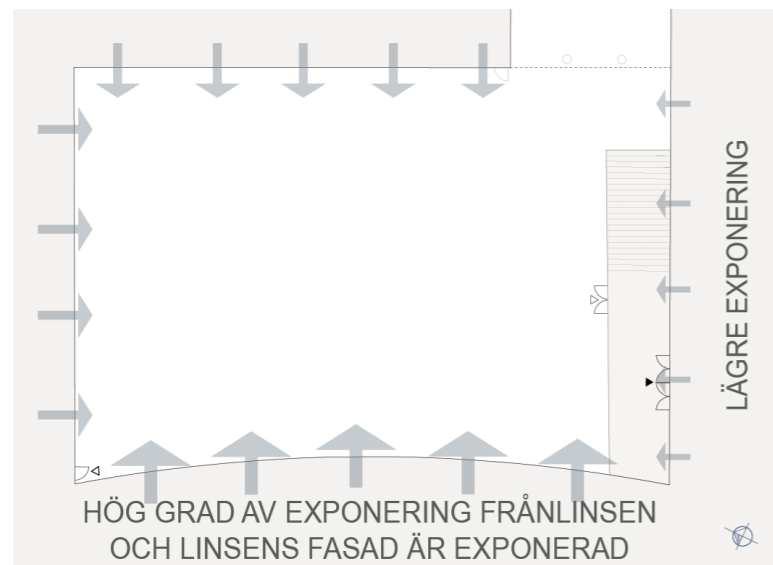 LÄGRE EXPONERING
HÖG GRAD AV EXPONERING FRÅNLINSEN
OCH LINSENS FASAD ÄR EXPONERAD